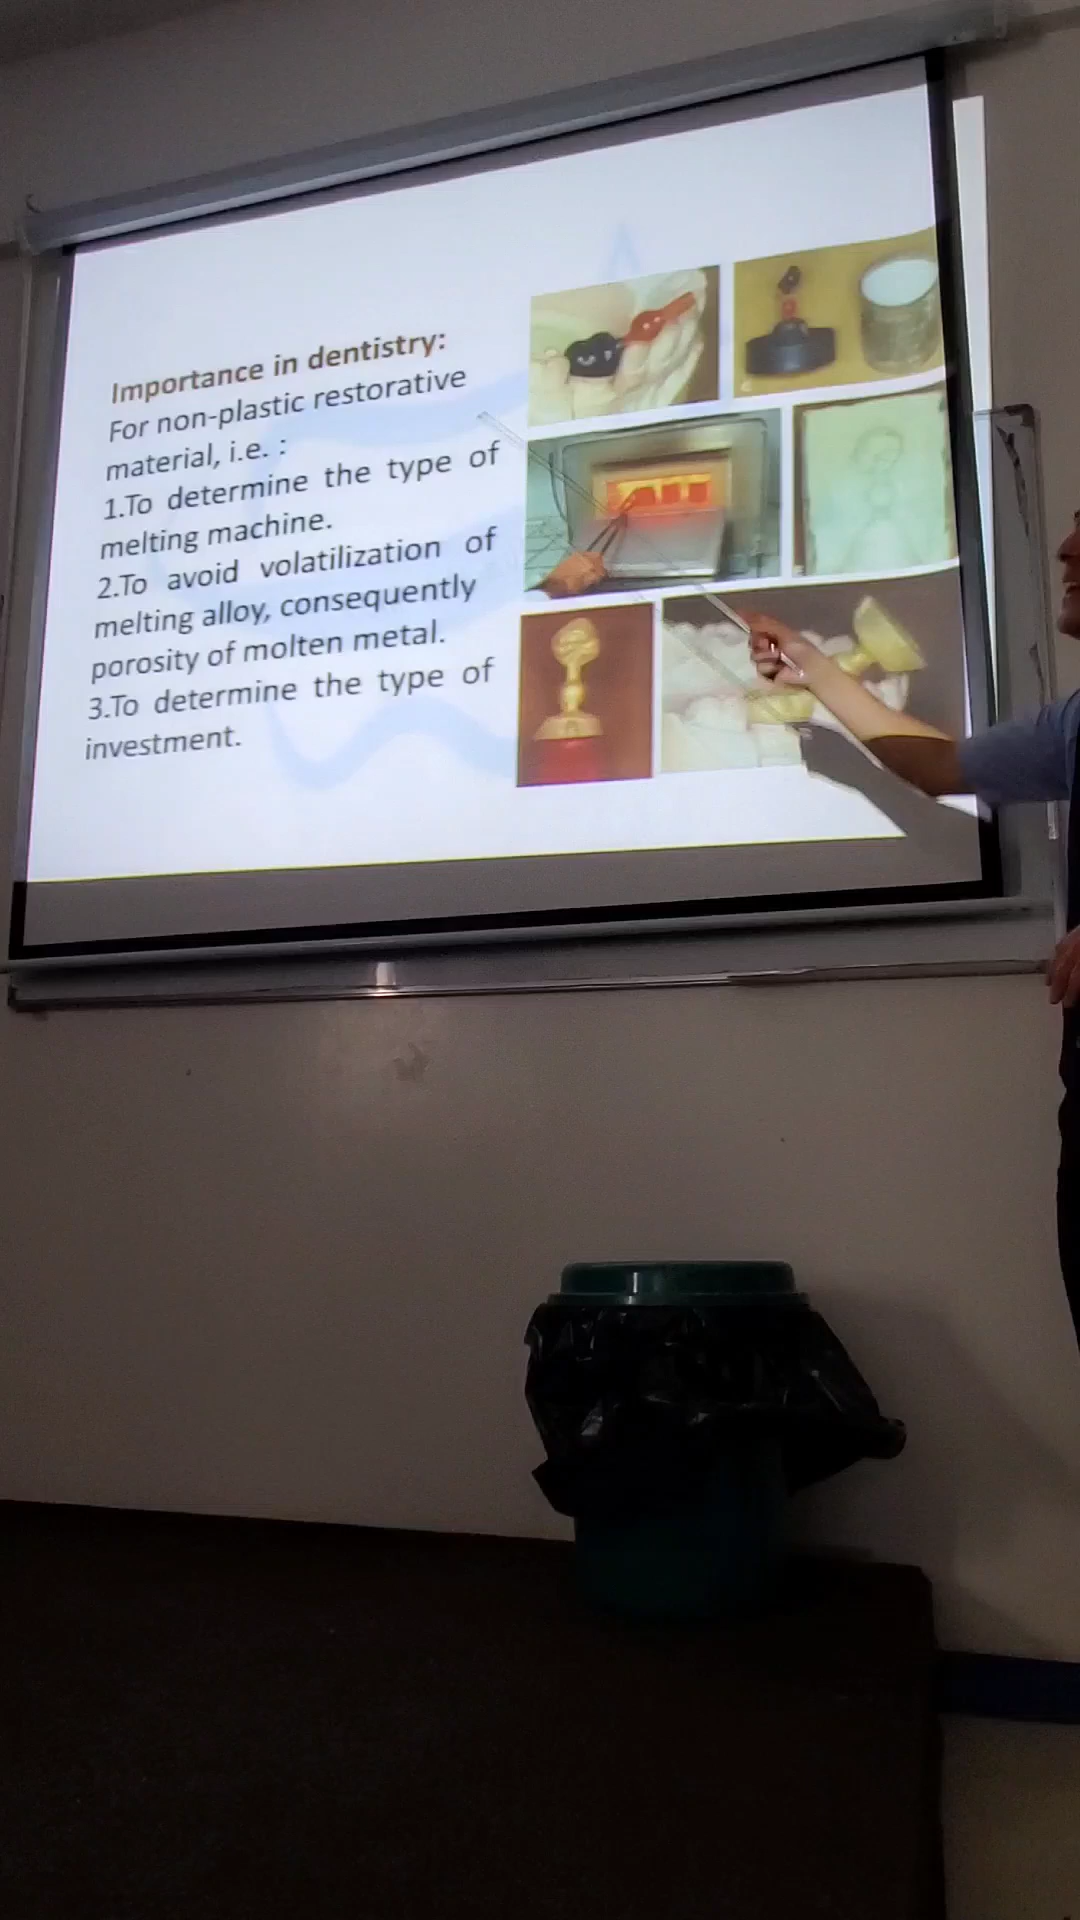 Importance in dentistry:
For non-plastic restorative
material, i.e. :
1.To determine the type of
melting machine.
2.To avoid volatilization of
melting alloy, consequently
porosity of molten metal.
3.To determine the type of
investment.